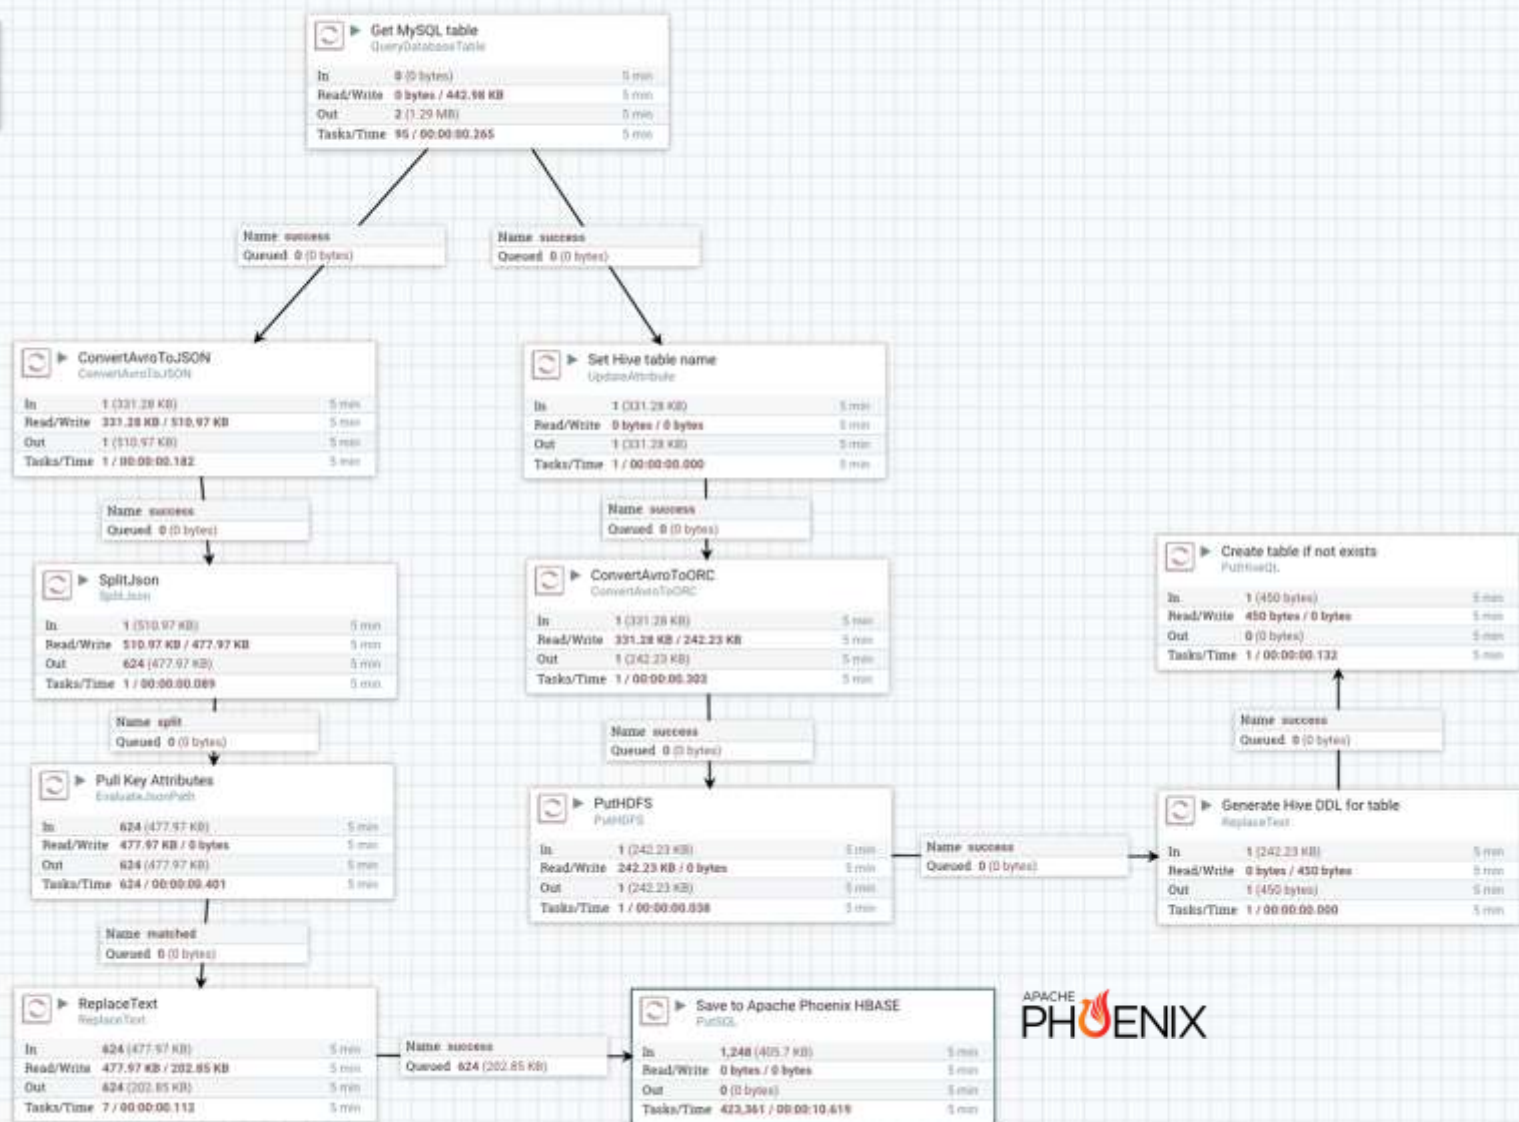 Get MySQL table
QueryDatabaseTable
In 0 (0 bytes) 5 min
Read/Write 0 bytes / 442.98 KB 5 min
Out 2 (1.29 MB) 5 min
Tasks/Time 95 / 00:00:00.265 5 min
Name success
Queued 0 (0 bytes)
Name success
Queued 0 (0 bytes)
ConvertAvroToJSON
ConvertAvroToJSON
In 1 (331.28 KB) 5 min
Read/Write 331.28 KB / 510.97 KB 5 min
Out 1 (510.97 KB) 5 min
Tasks/Time 1 / 00:00:00.182 5 min
Set Hive table name
UpdateAttribute
In 1 (331.28 KB) 5 min
Read/Write 0 bytes / 0 bytes 5 min
Out 1 (331.28 KB) 5 min
Tasks/Time 1 / 00:00:00.000 5 min
Name success
Queued 0 (0 bytes)
Name success
Queued 0 (0 bytes)
SplitJson
SplitJson
In 1 (510.97 KB) 5 min
Read/Write 510.97 KB / 477.97 KB 5 min
Out 624 (477.97 KB) 5 min
Tasks/Time 1 / 00:00:00.089 5 min
ConvertAvroToORC
ConvertAvroToORC
In 1 (331.28 KB) 5 min
Read/Write 331.28 KB / 242.23 KB 5 min
Out 1 (242.23 KB) 5 min
Tasks/Time 1 / 00:00:00.303 5 min
Create table if not exists
PutHiveQL
In 1 (450 bytes) 5 min
Read/Write 450 bytes / 0 bytes 5 min
Out 0 (0 bytes) 5 min
Tasks/Time 1 / 00:00:00.132 5 min
Name split
Queued 0 (0 bytes)
Name success
Queued 0 (0 bytes)
Name success
Queued 0 (0 bytes)
Pull Key Attributes
EvaluateJsonPath
In 624 (477.97 KB) 5 min
Read/Write 477.97 KB / 0 bytes 5 min
Out 624 (477.97 KB) 5 min
Tasks/Time 624 / 00:00:00.401 5 min
PutHDFS
PutHDFS
In 1 (242.23 KB) 5 min
Read/Write 242.23 KB / 0 bytes 5 min
Out 1 (242.23 KB) 5 min
Tasks/Time 1 / 00:00:00.038 5 min
Name success
Queued 0 (0 bytes)
Generate Hive DDL for table
ReplaceText
In 1 (242.23 KB) 5 min
Read/Write 0 bytes / 450 bytes 5 min
Out 1 (450 bytes) 5 min
Tasks/Time 1 / 00:00:00.000 5 min
Name matched
Queued 0 (0 bytes)
ReplaceText
ReplaceText
In 624 (477.97 KB) 5 min
Read/Write 477.97 KB / 202.85 KB 5 min
Out 624 (202.85 KB) 5 min
Tasks/Time 7 / 00:00:00.113 5 min
Name success
Queued 624 (202.85 KB)
Save to Apache Phoenix HBASE
PutSQL
In 1,248 (405.7 KB) 5 min
Read/Write 0 bytes / 0 bytes 5 min
Out 0 (0 bytes) 5 min
Tasks/Time 423,361 / 00:00:10.619 5 min
APACHE
PHOENIX